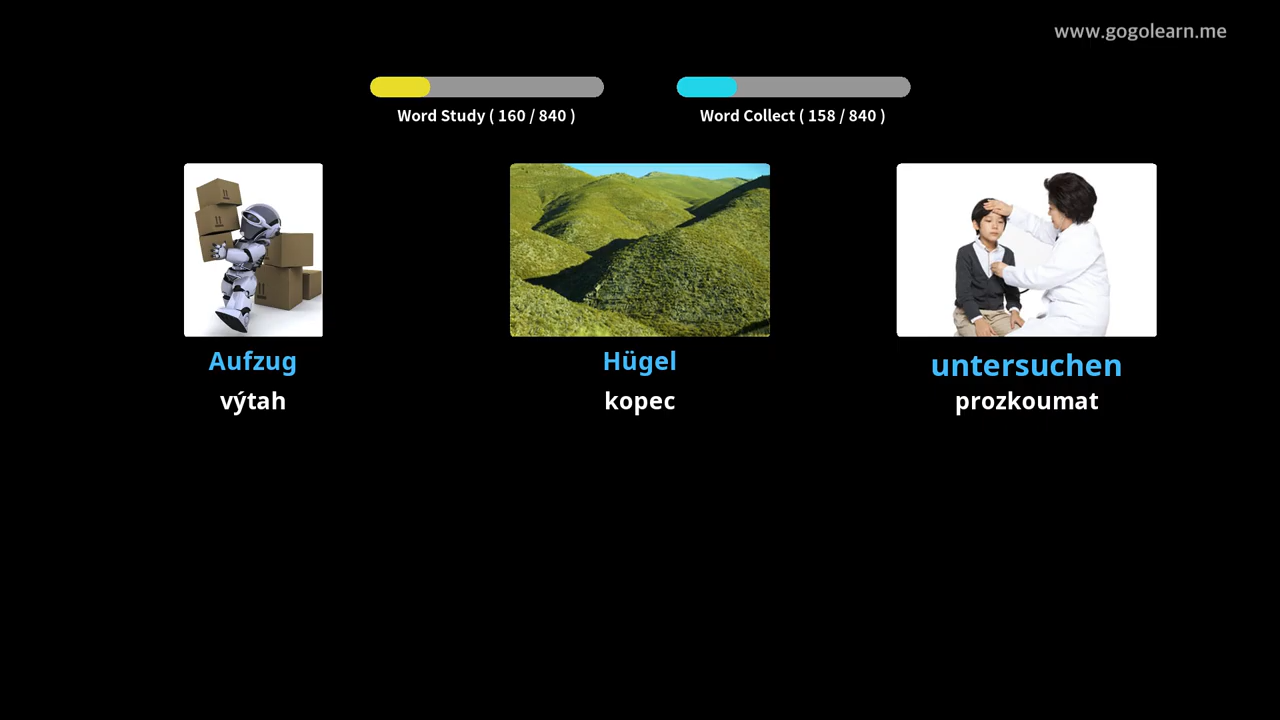 www.gogolearn.me
Word Study ( 160 / 840 )
Word Collect ( 158 / 840 )
Aufzug
výtah
Hügel
kopec
untersuchen
prozkoumat